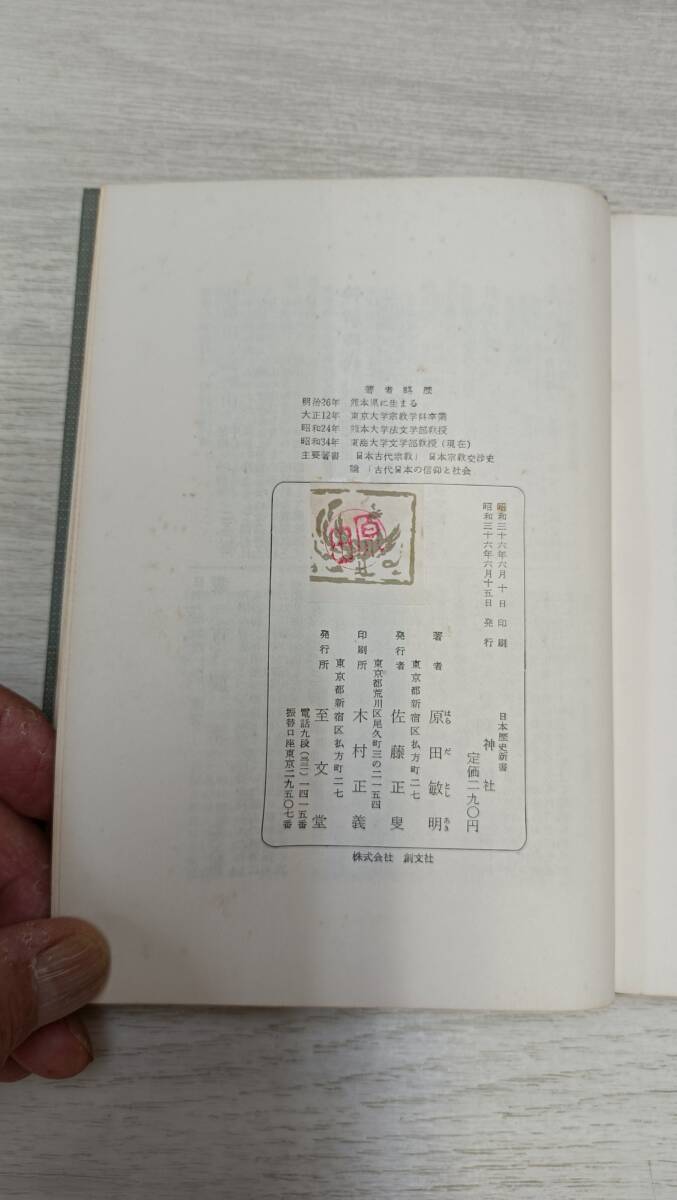 著者略歴
明治26年 熊本県に生まる
大正12年 東京大学宗教学科卒業
昭和24年 熊本大学法文学部教授
昭和34年 東海大学文学部教授(現在)
主要著書 「日本古代宗教」「日本宗教交渉史
論」「古代日本の信仰と社会
昭和三十六年六月十日 印刷
昭和三十六年六月十五日 発行
日本歴史新書
神社
定価二九〇円
著者 原田敏明
はらだとしあき
東京都新宿区払方町二七
発行者 佐藤正叟
東京都荒川区尾久町三の二一五四
印刷所 木村正義
東京都新宿区払方町二七
発行所 至文堂
電話九段(三三)一四一五番
振替口座東京二九五〇七番
原田
株式会社 創文社